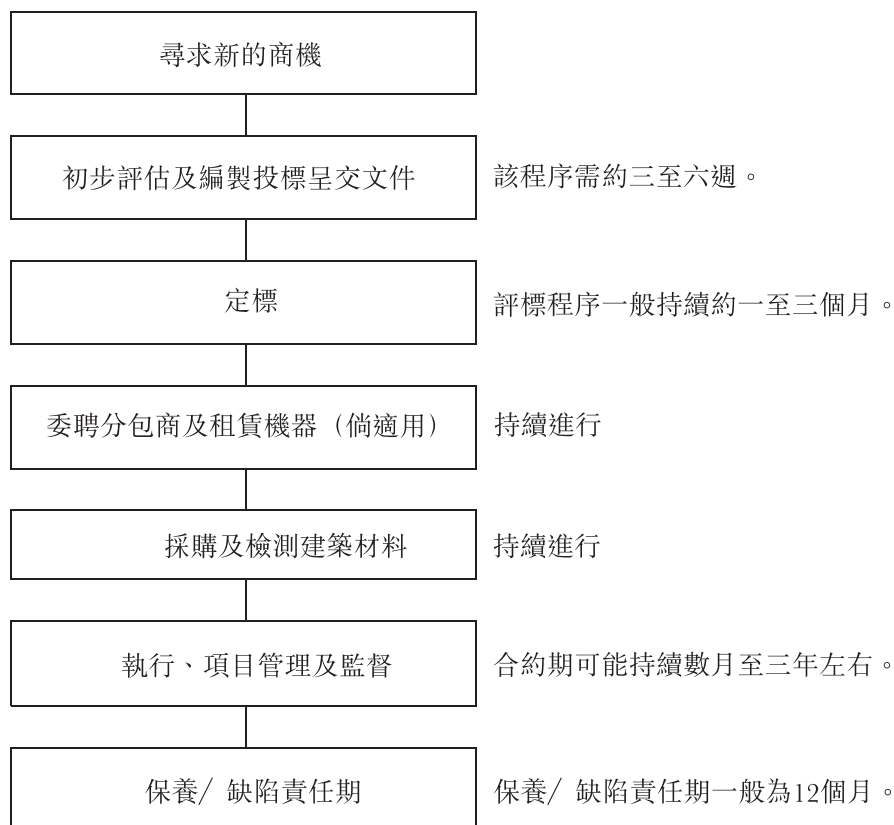 尋求新的商機
初步評估及編製投標呈交文件
該程序需約三至六週。
定標
評標程序一般持續約一至三個月。
委聘分包商及租賃機器（倘適用）
持續進行
採購及檢測建築材料
持續進行
執行、項目管理及監督
合約期可能持續數月至三年左右。
保養/ 缺陷責任期
保養/ 缺陷責任期一般為12個月。